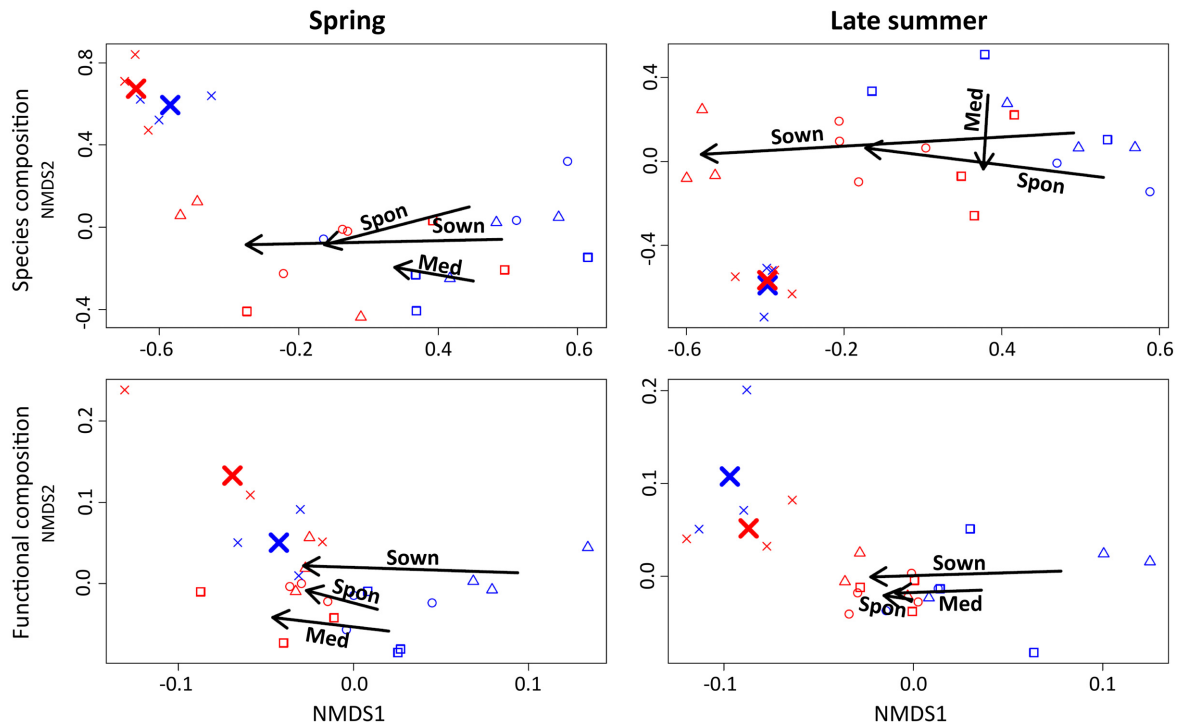 Spring
Late summer
Species composition
NMDS2
0.8
0.4
0.0
-0.4
Spon
Sown
Med
-0.6
-0.2
0.4
0.6
0.4
0.0
-0.4
Sown
Med
Spon
-0.6
-0.2
0.4
0.6
Functional composition
NMDS2
0.2
0.1
0.0
Sown
Spon
Med
-0.1
0.0
0.1
NMDS1
0.2
0.1
0.0
Sown
Spon
Med
-0.1
0.0
0.1
NMDS1